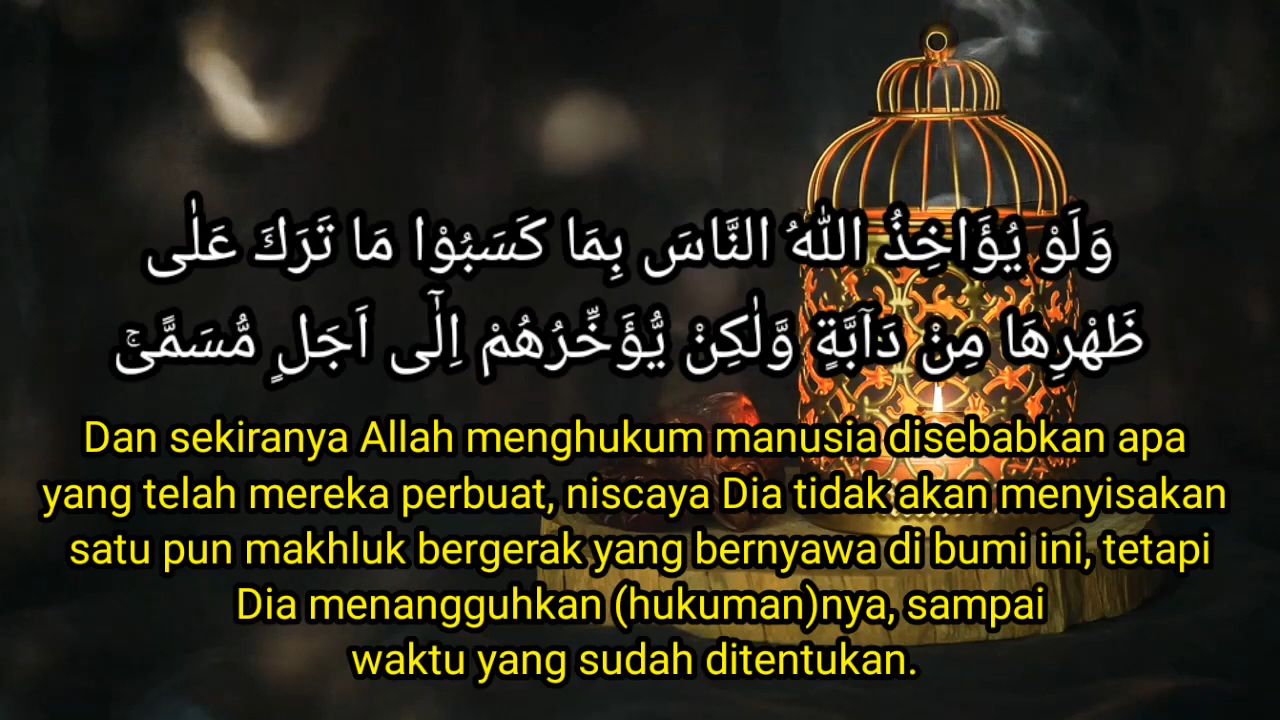 وَلَوْ يُؤَاخِذُ اللّٰهُ النَّاسَ بِمَا كَسَبُوْا مَا تَرَكَ عَلٰى
ظَهْرِهَا مِنْ دَاۤبَّةٍ وَّلٰكِنْ يُّؤَخِّرُهُمْ اِلٰٓى اَجَلٍ مُّسَمًّىۚ
Dan sekiranya Allah menghukum manusia disebabkan apa
yang telah mereka perbuat, niscaya Dia tidak akan menyisakan
satu pun makhluk bergerak yang bernyawa di bumi ini, tetapi
Dia menangguhkan (hukuman)nya, sampai
waktu yang sudah ditentukan.